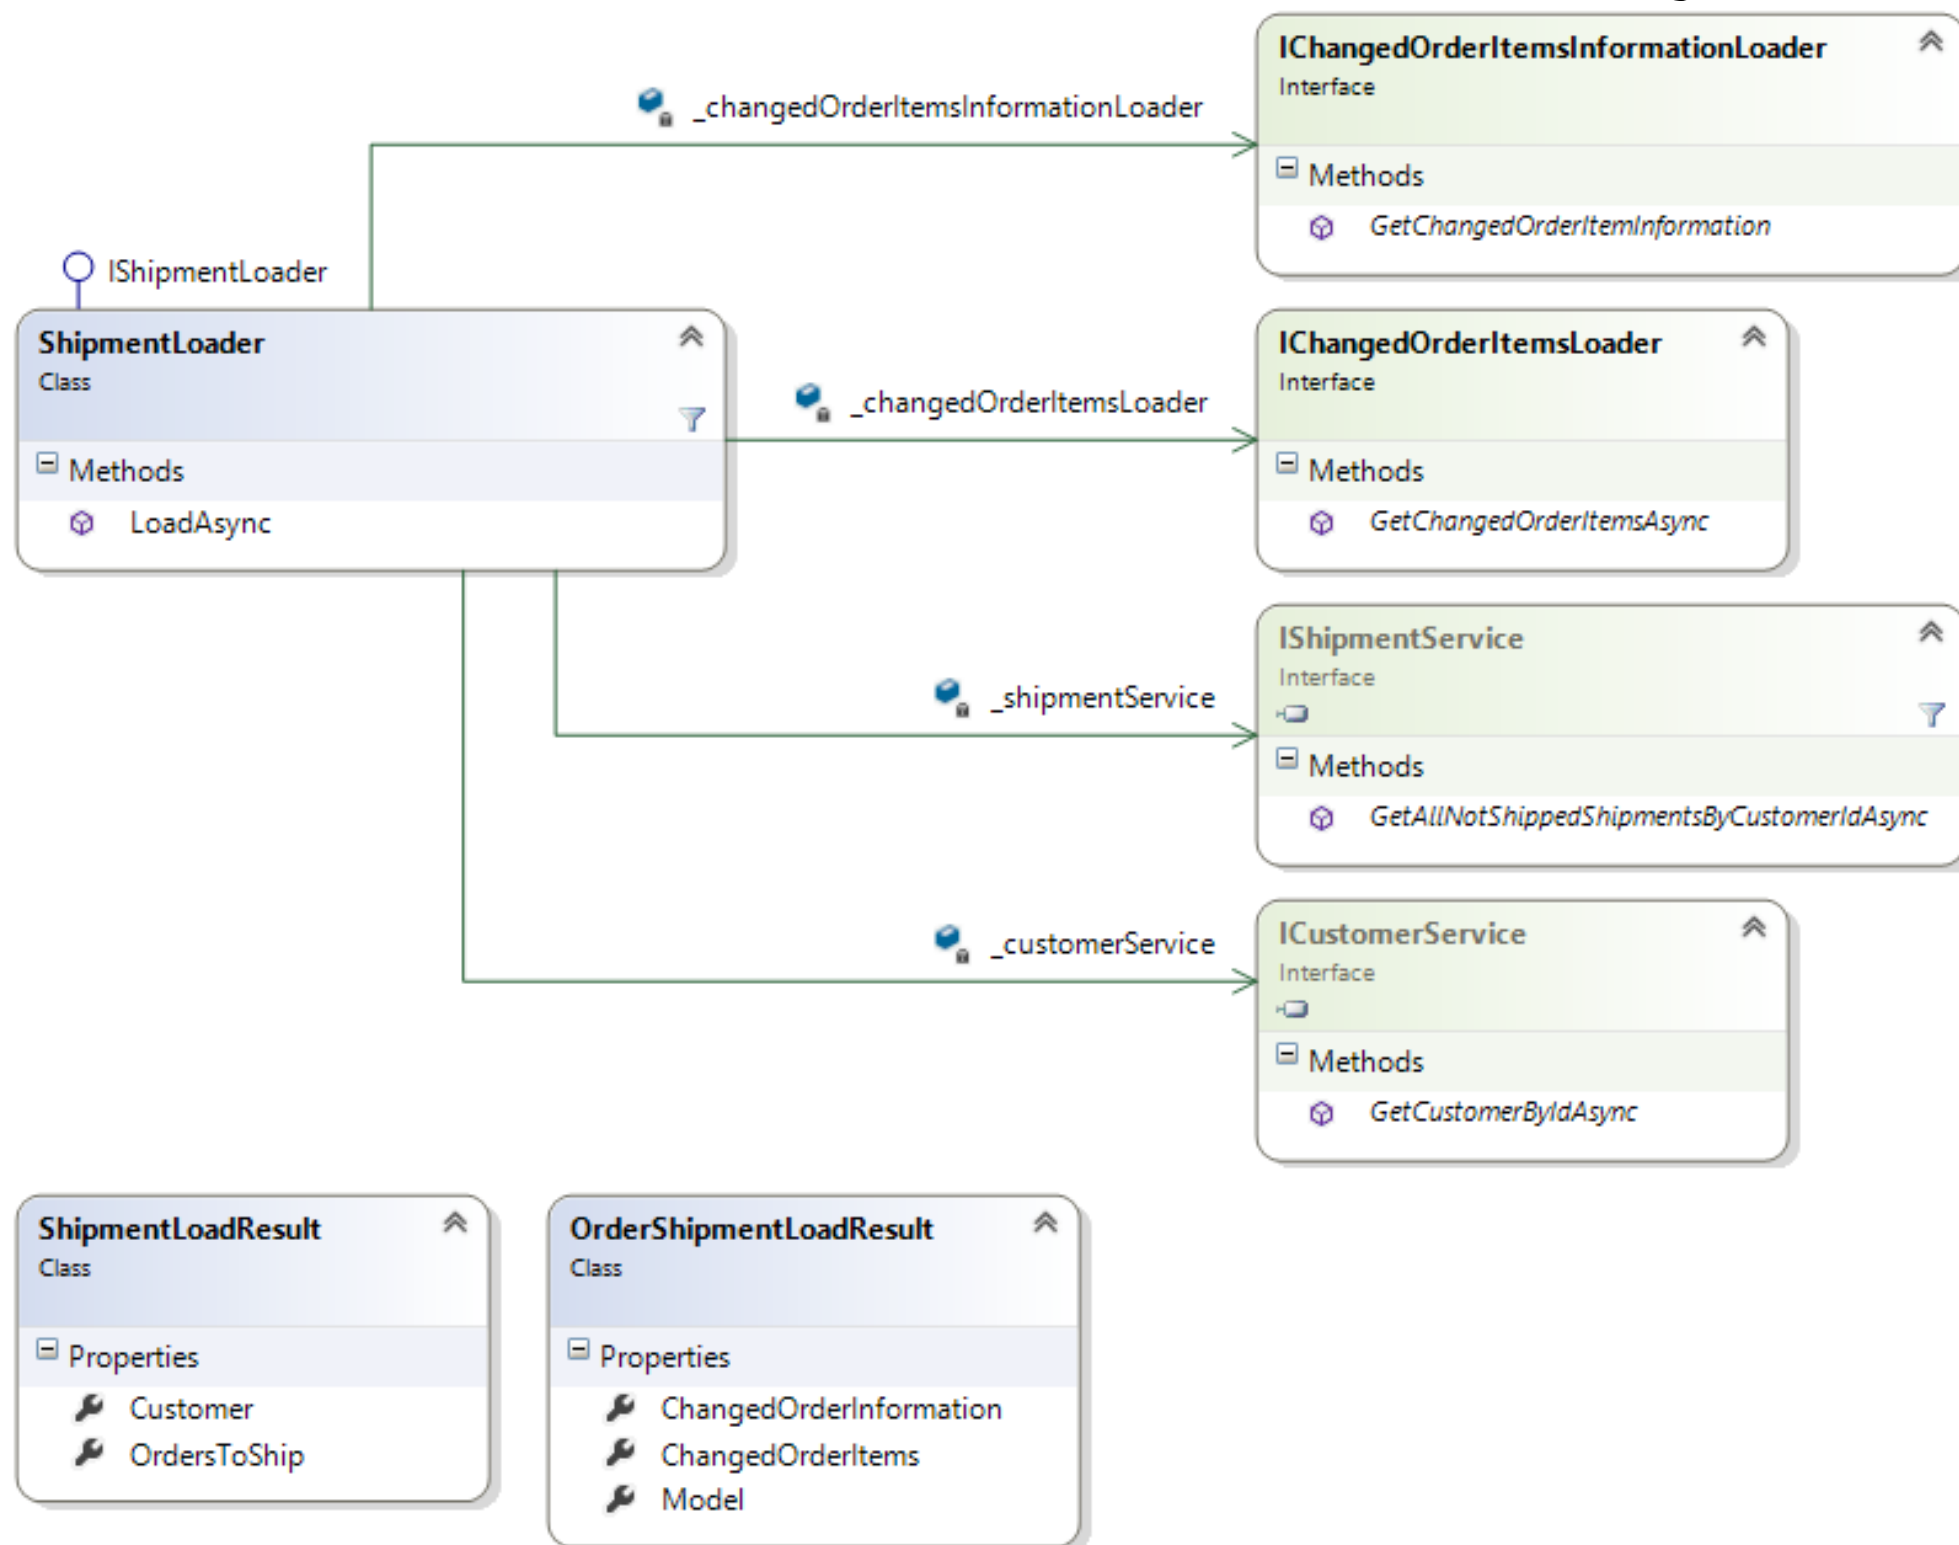 IChangedOrderItemsInformationLoader
Interface
_changedOrderItemsInformationLoader
Methods
GetChangedOrderItemInformation
IShipmentLoader
ShipmentLoader
Class
Methods
LoadAsync
_changedOrderItemsLoader
IChangedOrderItemsLoader
Interface
Methods
GetChangedOrderItemsAsync
_shipmentService
IShipmentService
Interface
Methods
GetAllNotShippedShipmentsByCustomerIdAsync
_customerService
ICustomerService
Interface
Methods
GetCustomerByIdAsync
ShipmentLoadResult
Class
Properties
Customer
OrdersToShip
OrderShipmentLoadResult
Class
Properties
ChangedOrderInformation
ChangedOrderItems
Model